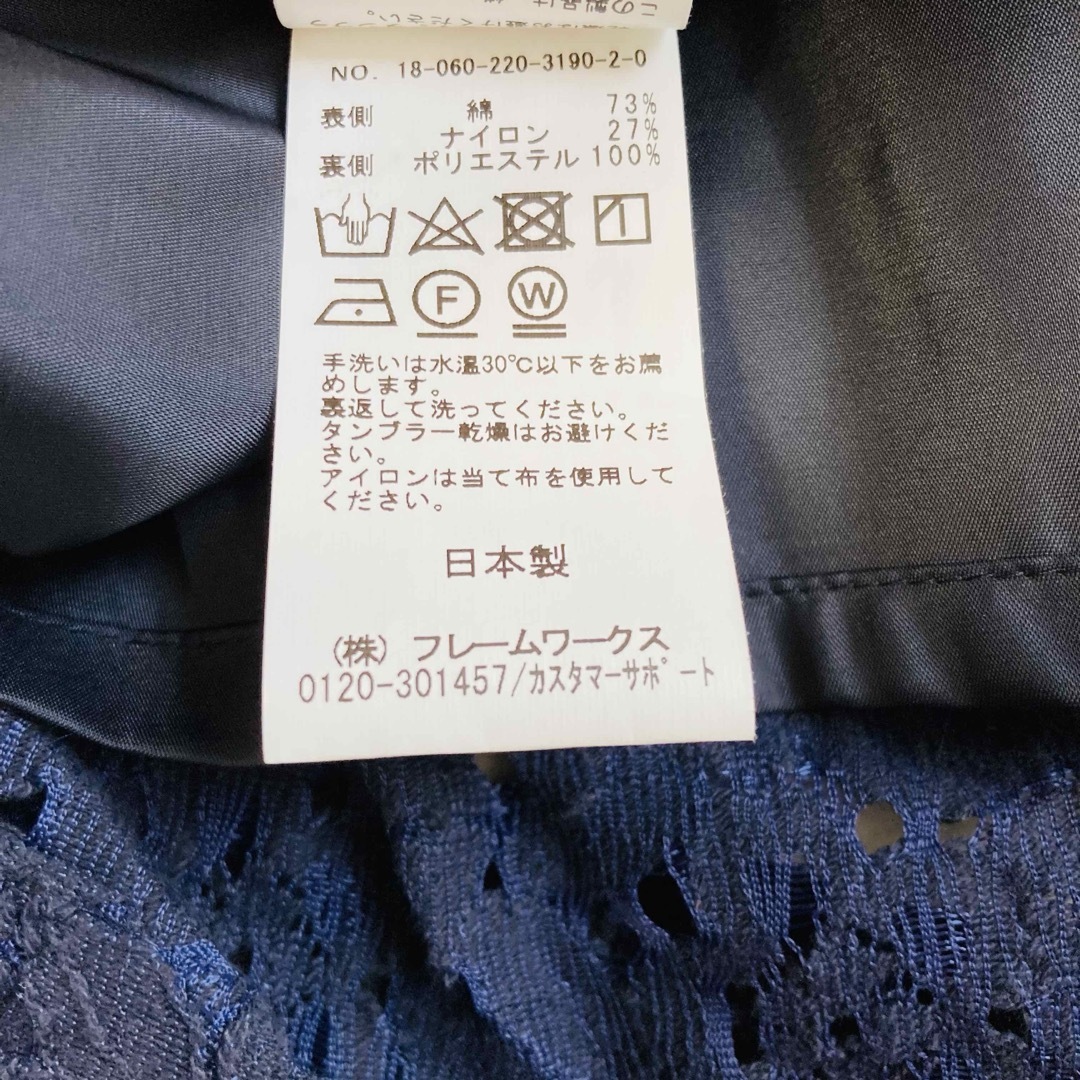 この製品は
NO. 18-060-220-3190-2-0
表側 綿 73%
ナイロン 27%
裏側 ポリエステル 100%
F W
手洗いは水温30℃以下をお薦
めします。
裏返して洗ってください。
タンブラー乾燥はお避けくだ
さい。
アイロンは当て布を使用して
ください。
日本製
(株) フレームワークス
0120-301457/カスタマーサポート